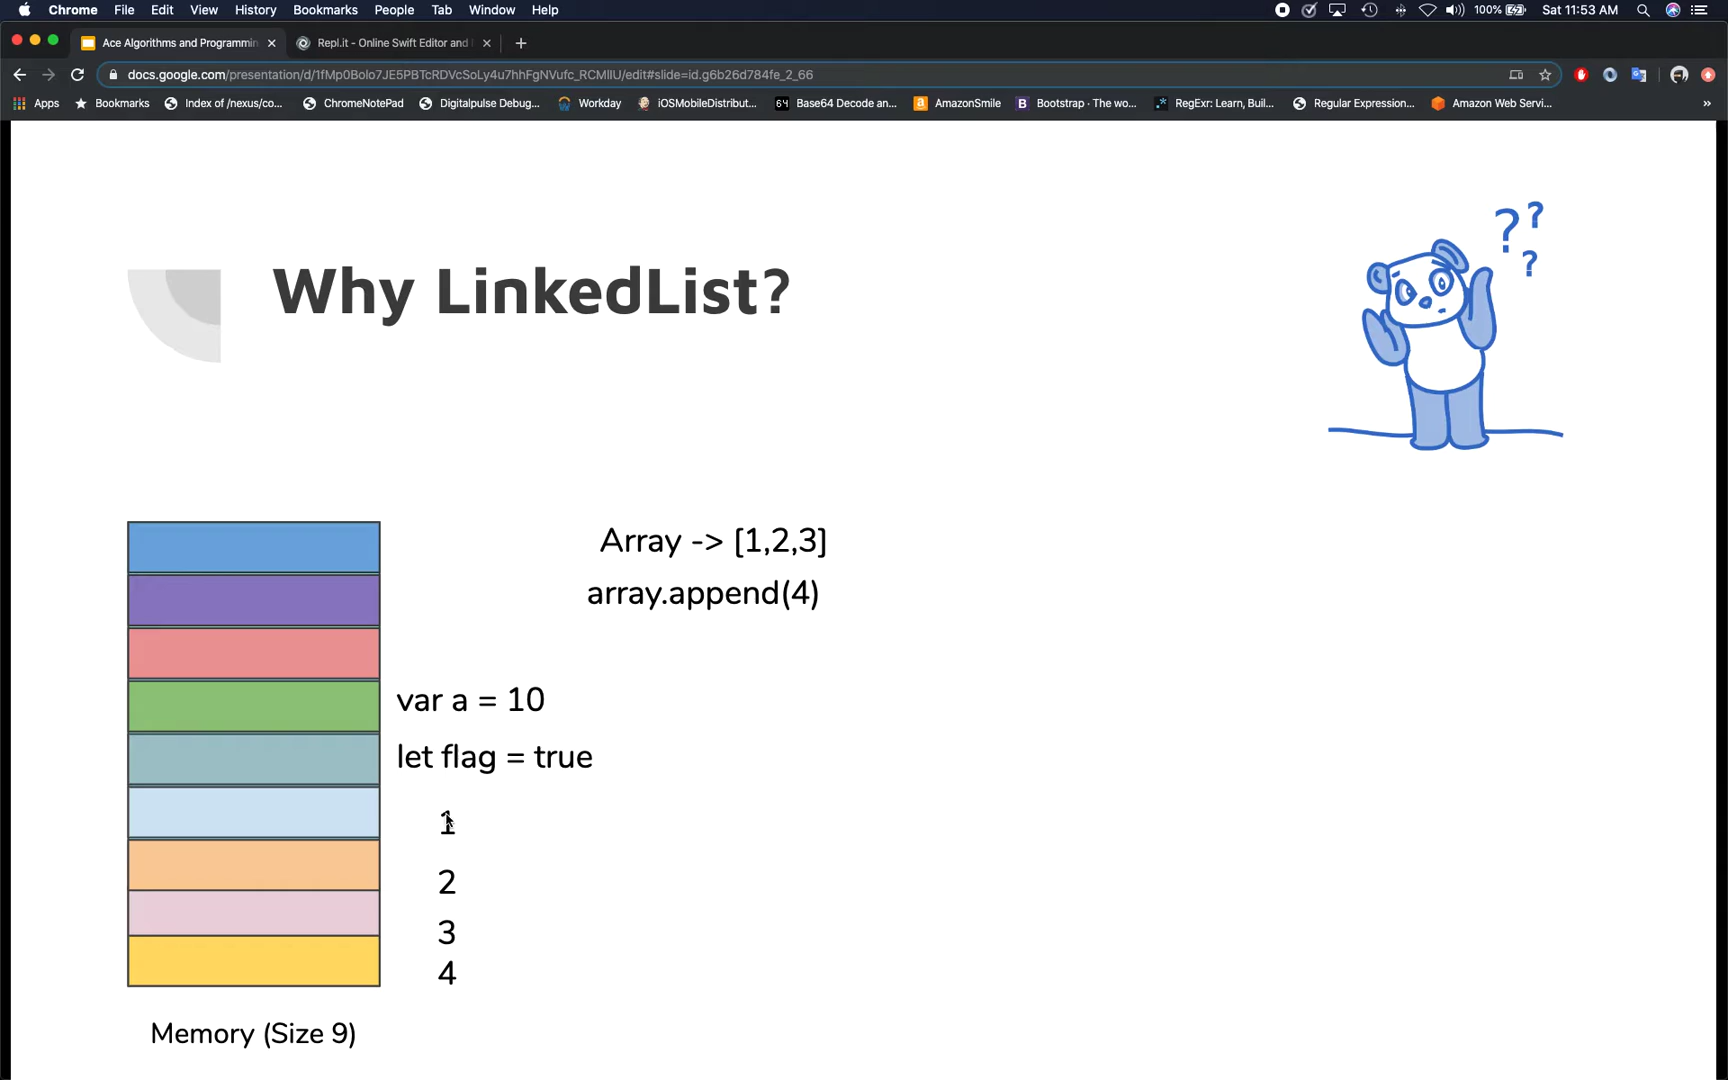 Chrome File Edit View History Bookmarks People Tab Window Help 100% Sat 11:53 AM
Ace Algorithms and Programmin Repl.it - Online Swift Editor and
docs.google.com/presentation/d/1fMp0Bolo7JE5PBTcRDVcSoLy4u7hhFgNVufc_RCMlIU/edit#slide=id.g6b26d784fe_2_66
Apps Bookmarks Index of /nexus/co... ChromeNotePad Digitalpulse Debug... Workday iOSMobileDistribut... 64 Base64 Decode an... a AmazonSmile B Bootstrap · The wo... .* RegExr: Learn, Buil... Regular Expression... Amazon Web Servi... »
? ? ?
Why LinkedList?
Array -> [1,2,3]
array.append(4)
var a = 10
let flag = true
1
2
3
4
Memory (Size 9)